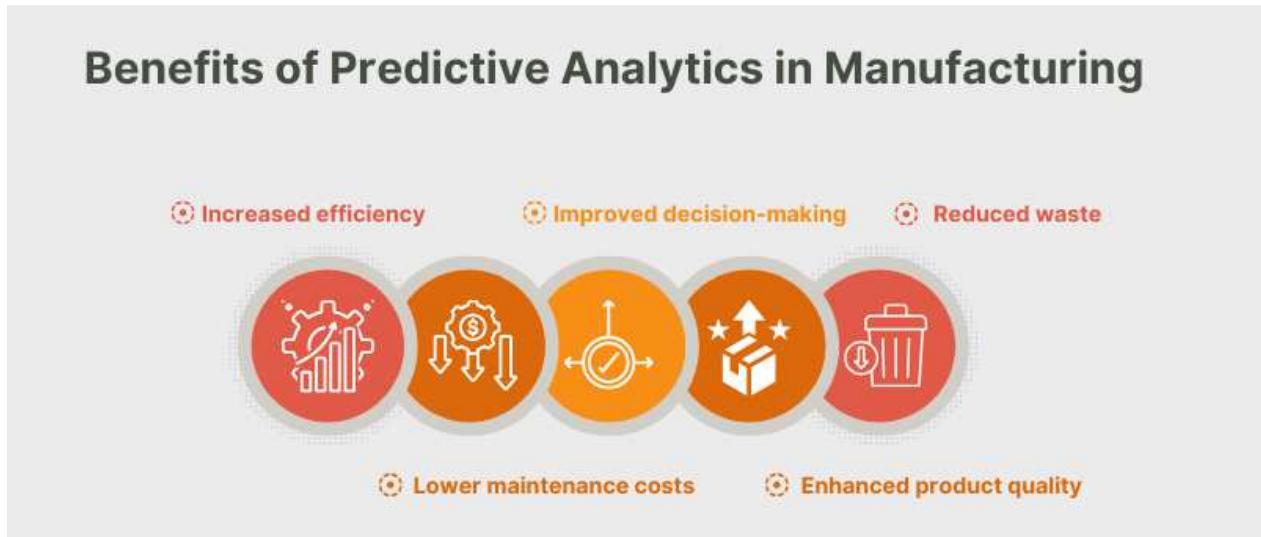 Benefits of Predictive Analytics in Manufacturing
Increased efficiency
Improved decision-making
Reduced waste
$
Lower maintenance costs
Enhanced product quality